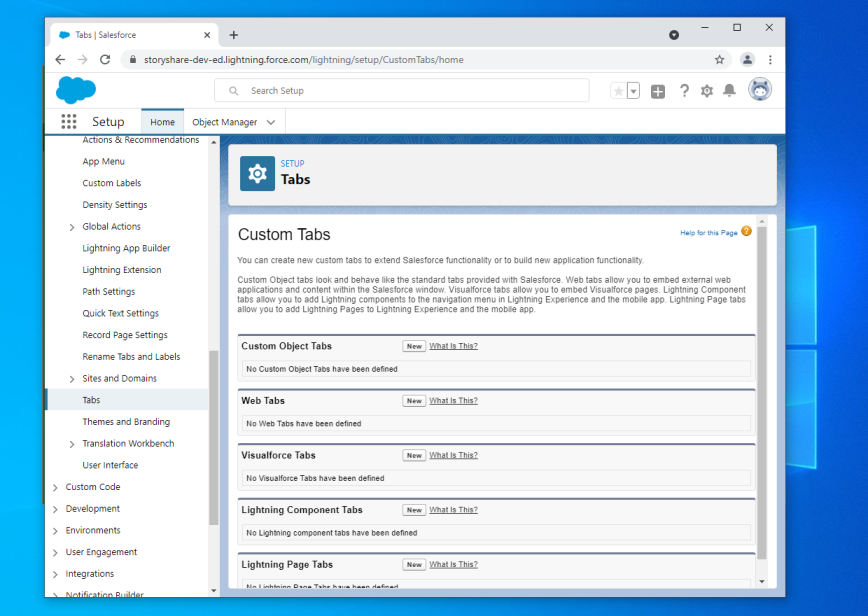 Tabs | Salesforce
storyshare-dev-ed.lightning.force.com/lightning/setup/CustomTabs/home
Search Setup
Setup
Home
Object Manager
Actions & Recommendations
App Menu
Custom Labels
Density Settings
Global Actions
Lightning App Builder
Lightning Extension
Path Settings
Quick Text Settings
Record Page Settings
Rename Tabs and Labels
Sites and Domains
Tabs
Themes and Branding
Translation Workbench
User Interface
Custom Code
Development
Environments
User Engagement
Integrations
Notification Builder
SETUP
Tabs
Custom Tabs
Help for this Page
You can create new custom tabs to extend Salesforce functionality or to build new application functionality.
Custom Object tabs look and behave like the standard tabs provided with Salesforce. Web tabs allow you to embed external web
applications and content within the Salesforce window. Visualforce tabs allow you to embed Visualforce pages. Lightning Component
tabs allow you to add Lightning components to the navigation menu in Lightning Experience and the mobile app. Lightning Page tabs
allow you to add Lightning Pages to Lightning Experience and the mobile app.
Custom Object Tabs New What Is This?
No Custom Object Tabs have been defined
Web Tabs New What Is This?
No Web Tabs have been defined
Visualforce Tabs New What Is This?
No Visualforce Tabs have been defined
Lightning Component Tabs New What Is This?
No Lightning component tabs have been defined
Lightning Page Tabs New What Is This?
No Lightning Page Tabs have been defined